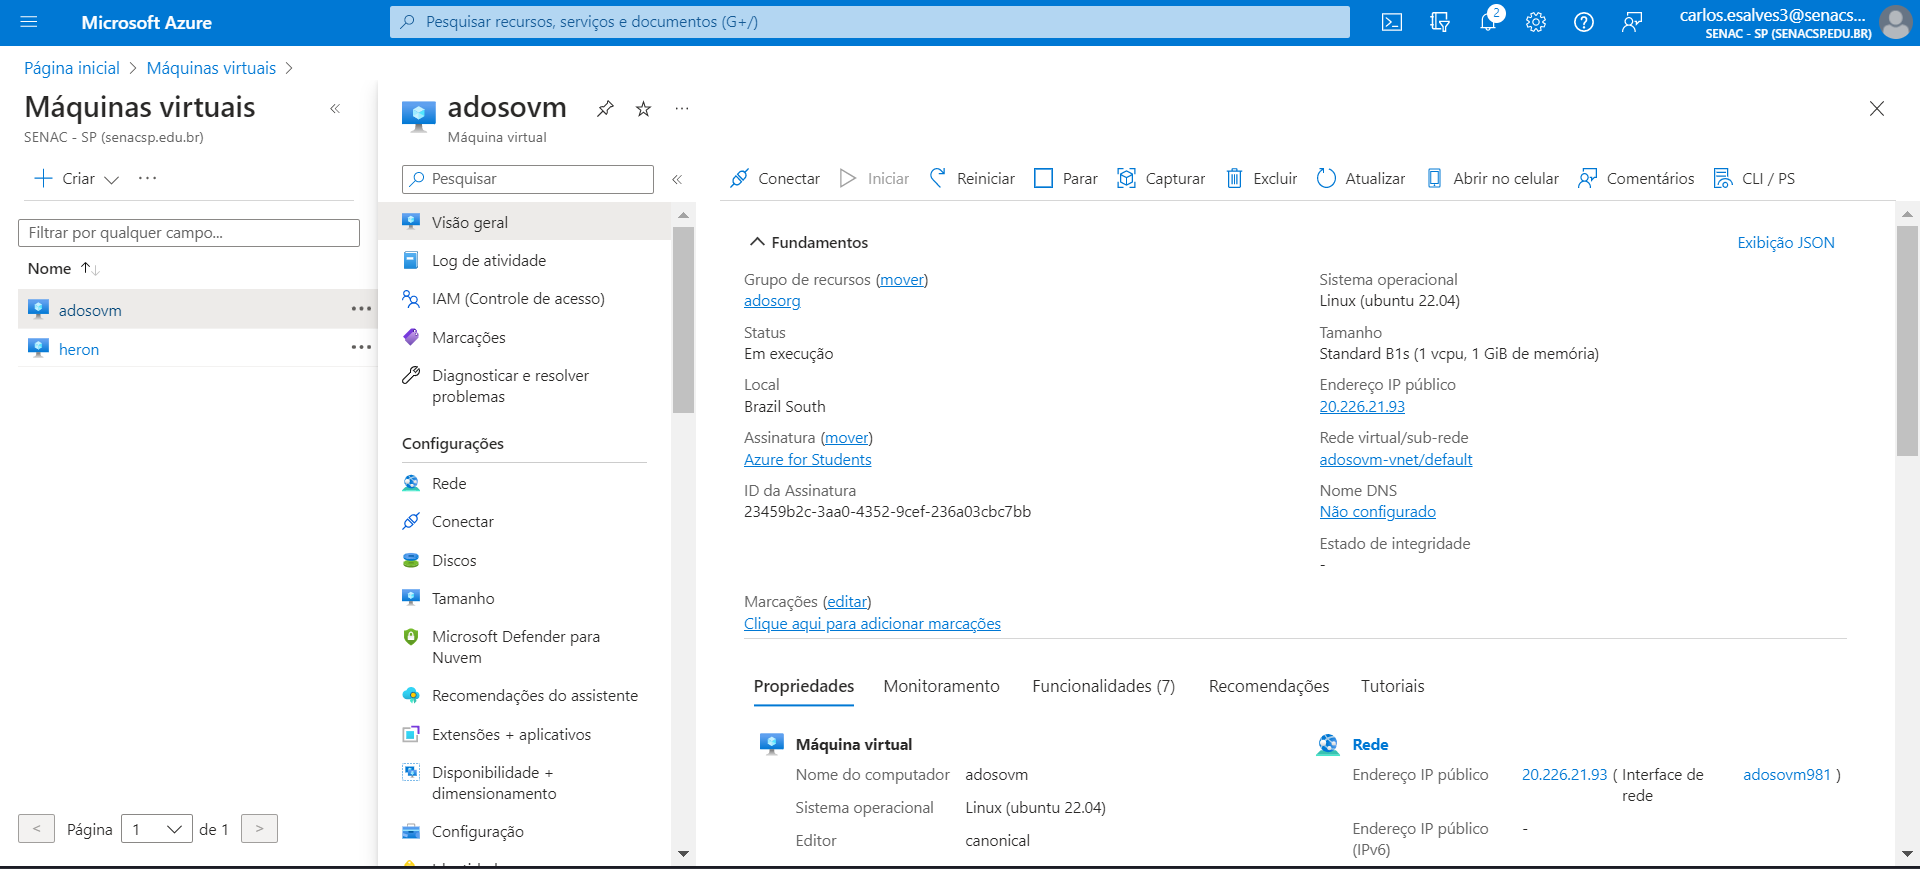 Microsoft Azure
Pesquisar recursos, serviços e documentos (G+/)
2
carlos.esalves3@senacs...
SENAC - SP (SENACSP.EDU.BR)
Página inicial > Máquinas virtuais >
Máquinas virtuais
SENAC - SP (senacsp.edu.br)
Criar
Filtrar por qualquer campo...
Nome
adosovm
heron
< Página 1 de 1 >
adosovm
Máquina virtual
Pesquisar
Visão geral
Log de atividade
IAM (Controle de acesso)
Marcações
Diagnosticar e resolver
problemas
Configurações
Rede
Conectar
Discos
Tamanho
Microsoft Defender para
Nuvem
Recomendações do assistente
Extensões + aplicativos
Disponibilidade +
dimensionamento
Configuração
Conectar Iniciar Reiniciar Parar Capturar Excluir Atualizar Abrir no celular Comentários CLI / PS
Fundamentos
Exibição JSON
Grupo de recursos (mover)
adosorg
Status
Em execução
Local
Brazil South
Assinatura (mover)
Azure for Students
ID da Assinatura
23459b2c-3aa0-4352-9cef-236a03cbc7bb
Sistema operacional
Linux (ubuntu 22.04)
Tamanho
Standard B1s (1 vcpu, 1 GiB de memória)
Endereço IP público
20.226.21.93
Rede virtual/sub-rede
adosovm-vnet/default
Nome DNS
Não configurado
Estado de integridade
-
Marcações (editar)
Clique aqui para adicionar marcações
Propriedades Monitoramento Funcionalidades (7) Recomendações Tutoriais
Máquina virtual
Nome do computador adosovm
Sistema operacional Linux (ubuntu 22.04)
Editor canonical
Rede
Endereço IP público 20.226.21.93 ( Interface de adosovm981 )
rede
Endereço IP público -
(IPv6)